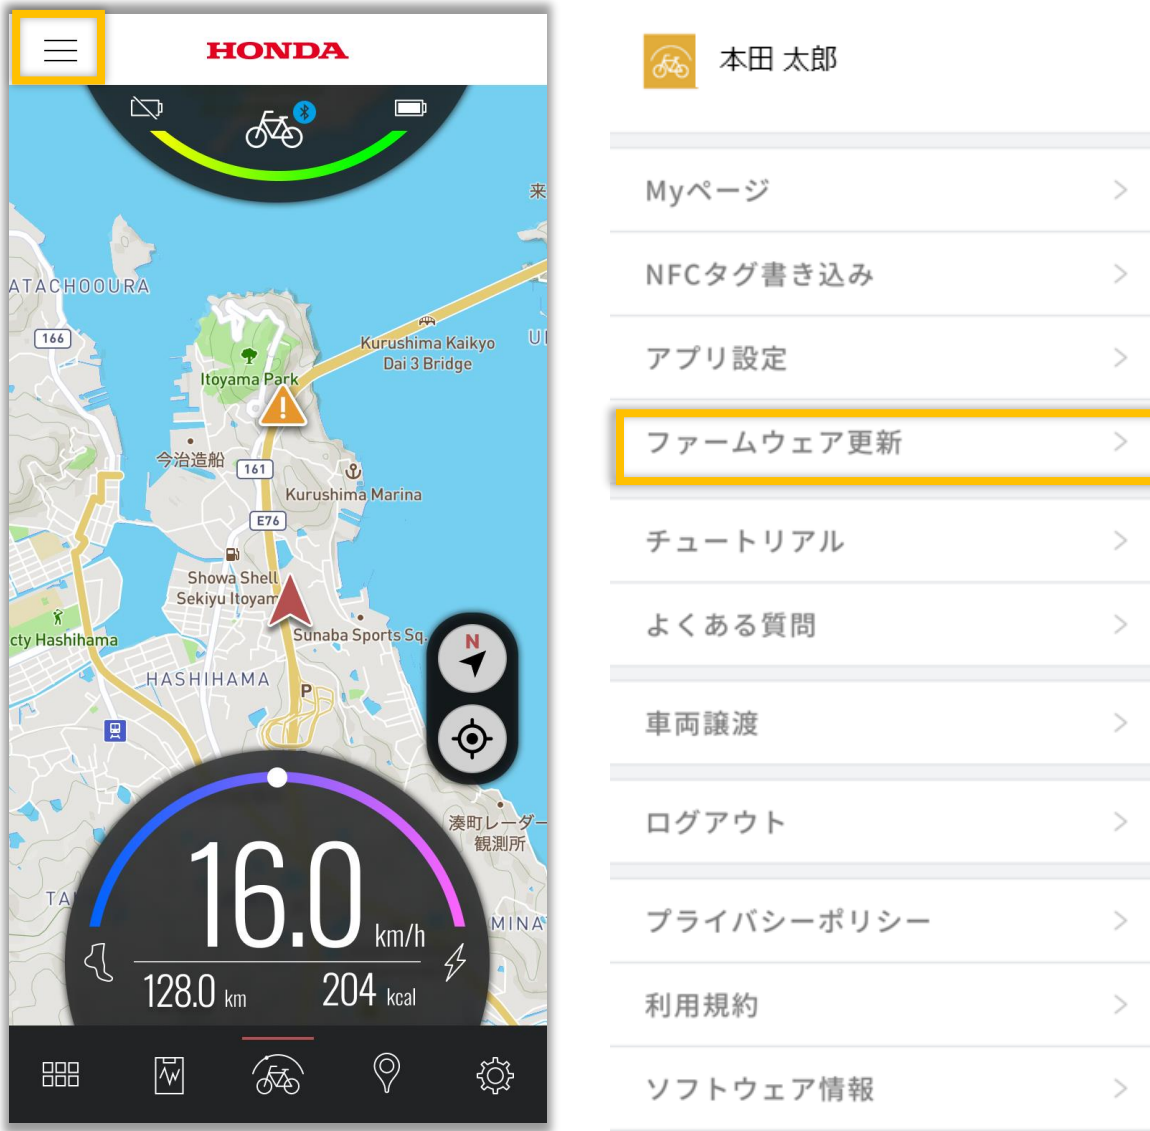 HONDA
来
ATACHOOURA
166
Kurushima Kaikyo
Dai 3 Bridge
Itoyama Park
今治造船
161
Kurushima Marina
E76
Showa Shell
Sekiyu Itoyam
Sunaba Sports Sq.
cty Hashihama
N
HASHIHAMA
P
湊町レーダー
観測所
TA
MINA
16.0 km/h
128.0 km
204 kcal
本田 太郎
Myページ
NFCタグ書き込み
アプリ設定
ファームウェア更新
チュートリアル
よくある質問
車両譲渡
ログアウト
プライバシーポリシー
利用規約
ソフトウェア情報